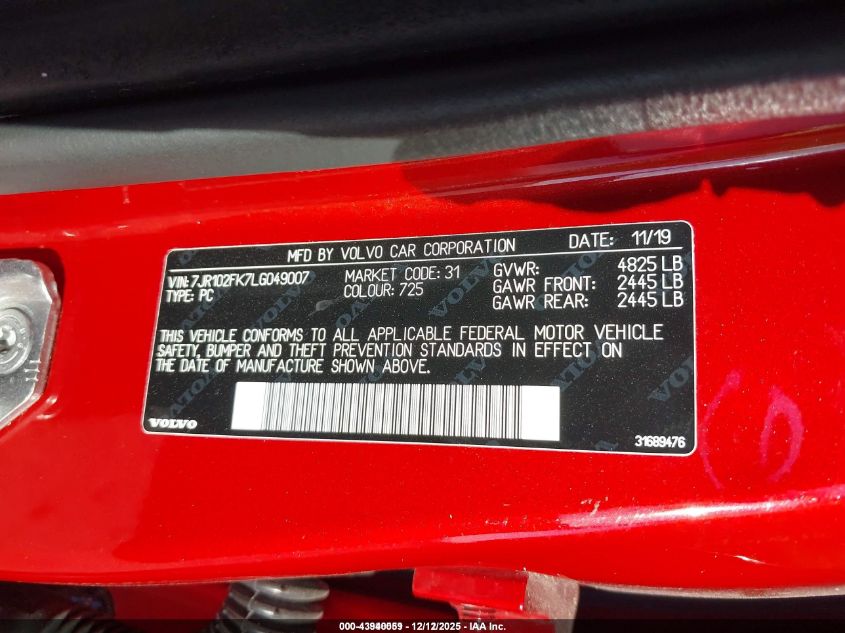 MFD BY VOLVO CAR CORPORATION DATE: 11/19
VIN: 7JR102FK7LG049007 MARKET CODE: 31 GVWR: 4825 LB
TYPE: PC COLOUR: 725 GAWR FRONT: 2445 LB
GAWR REAR: 2445 LB
THIS VEHICLE CONFORMS TO ALL APPLICABLE FEDERAL MOTOR VEHICLE
SAFETY, BUMPER AND THEFT PREVENTION STANDARDS IN EFFECT ON
THE DATE OF MANUFACTURE SHOWN ABOVE.
VOLVO 31689476
12/12/2025 - IAA Inc.